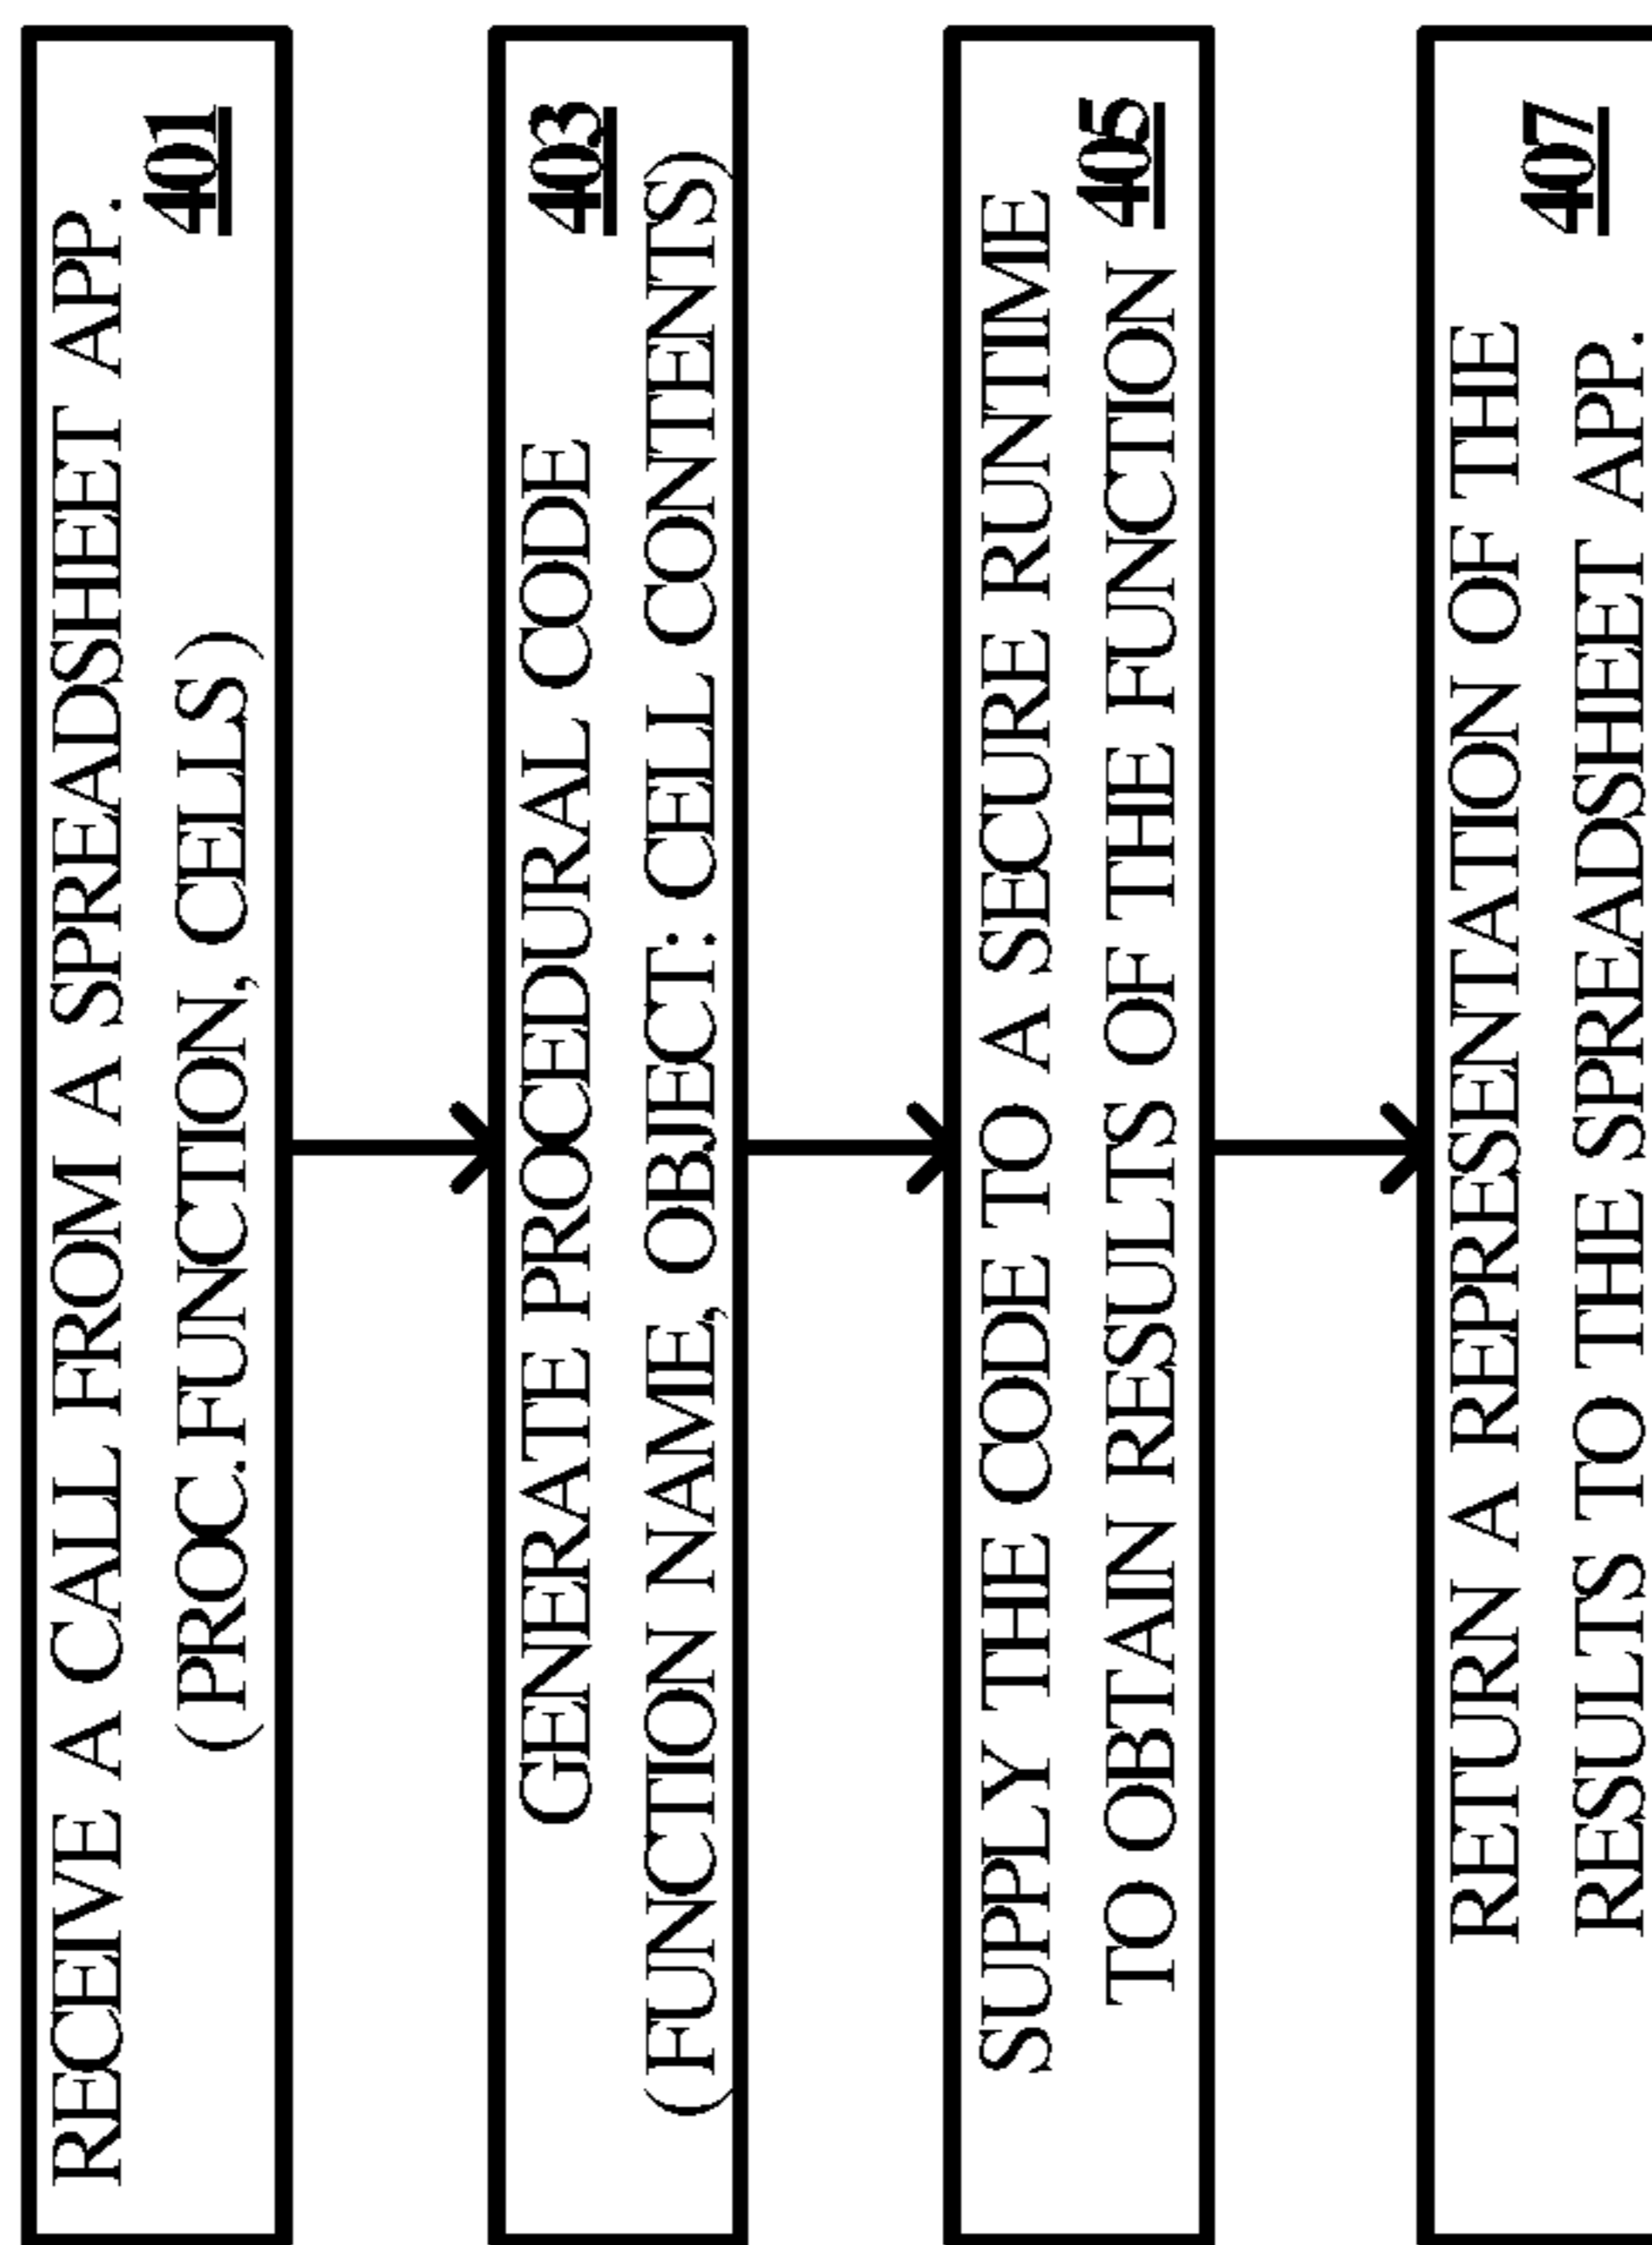 RECEIVE A CALL FROM A SPREADSHEET APP.
(PROC.FUNCTION, CELLS)
401
GENERATE PROCEDURAL CODE
403
(FUNCTION NAME, OBJECT: CELL CONTENTS)
SUPPLY THE CODE TO A SECURE RUNTIME
TO OBTAIN RESULTS OF THE FUNCTION 405
RETURN A REPRESENTATION OF THE
407
RESULTS TO THE SPREADSHEET APP.